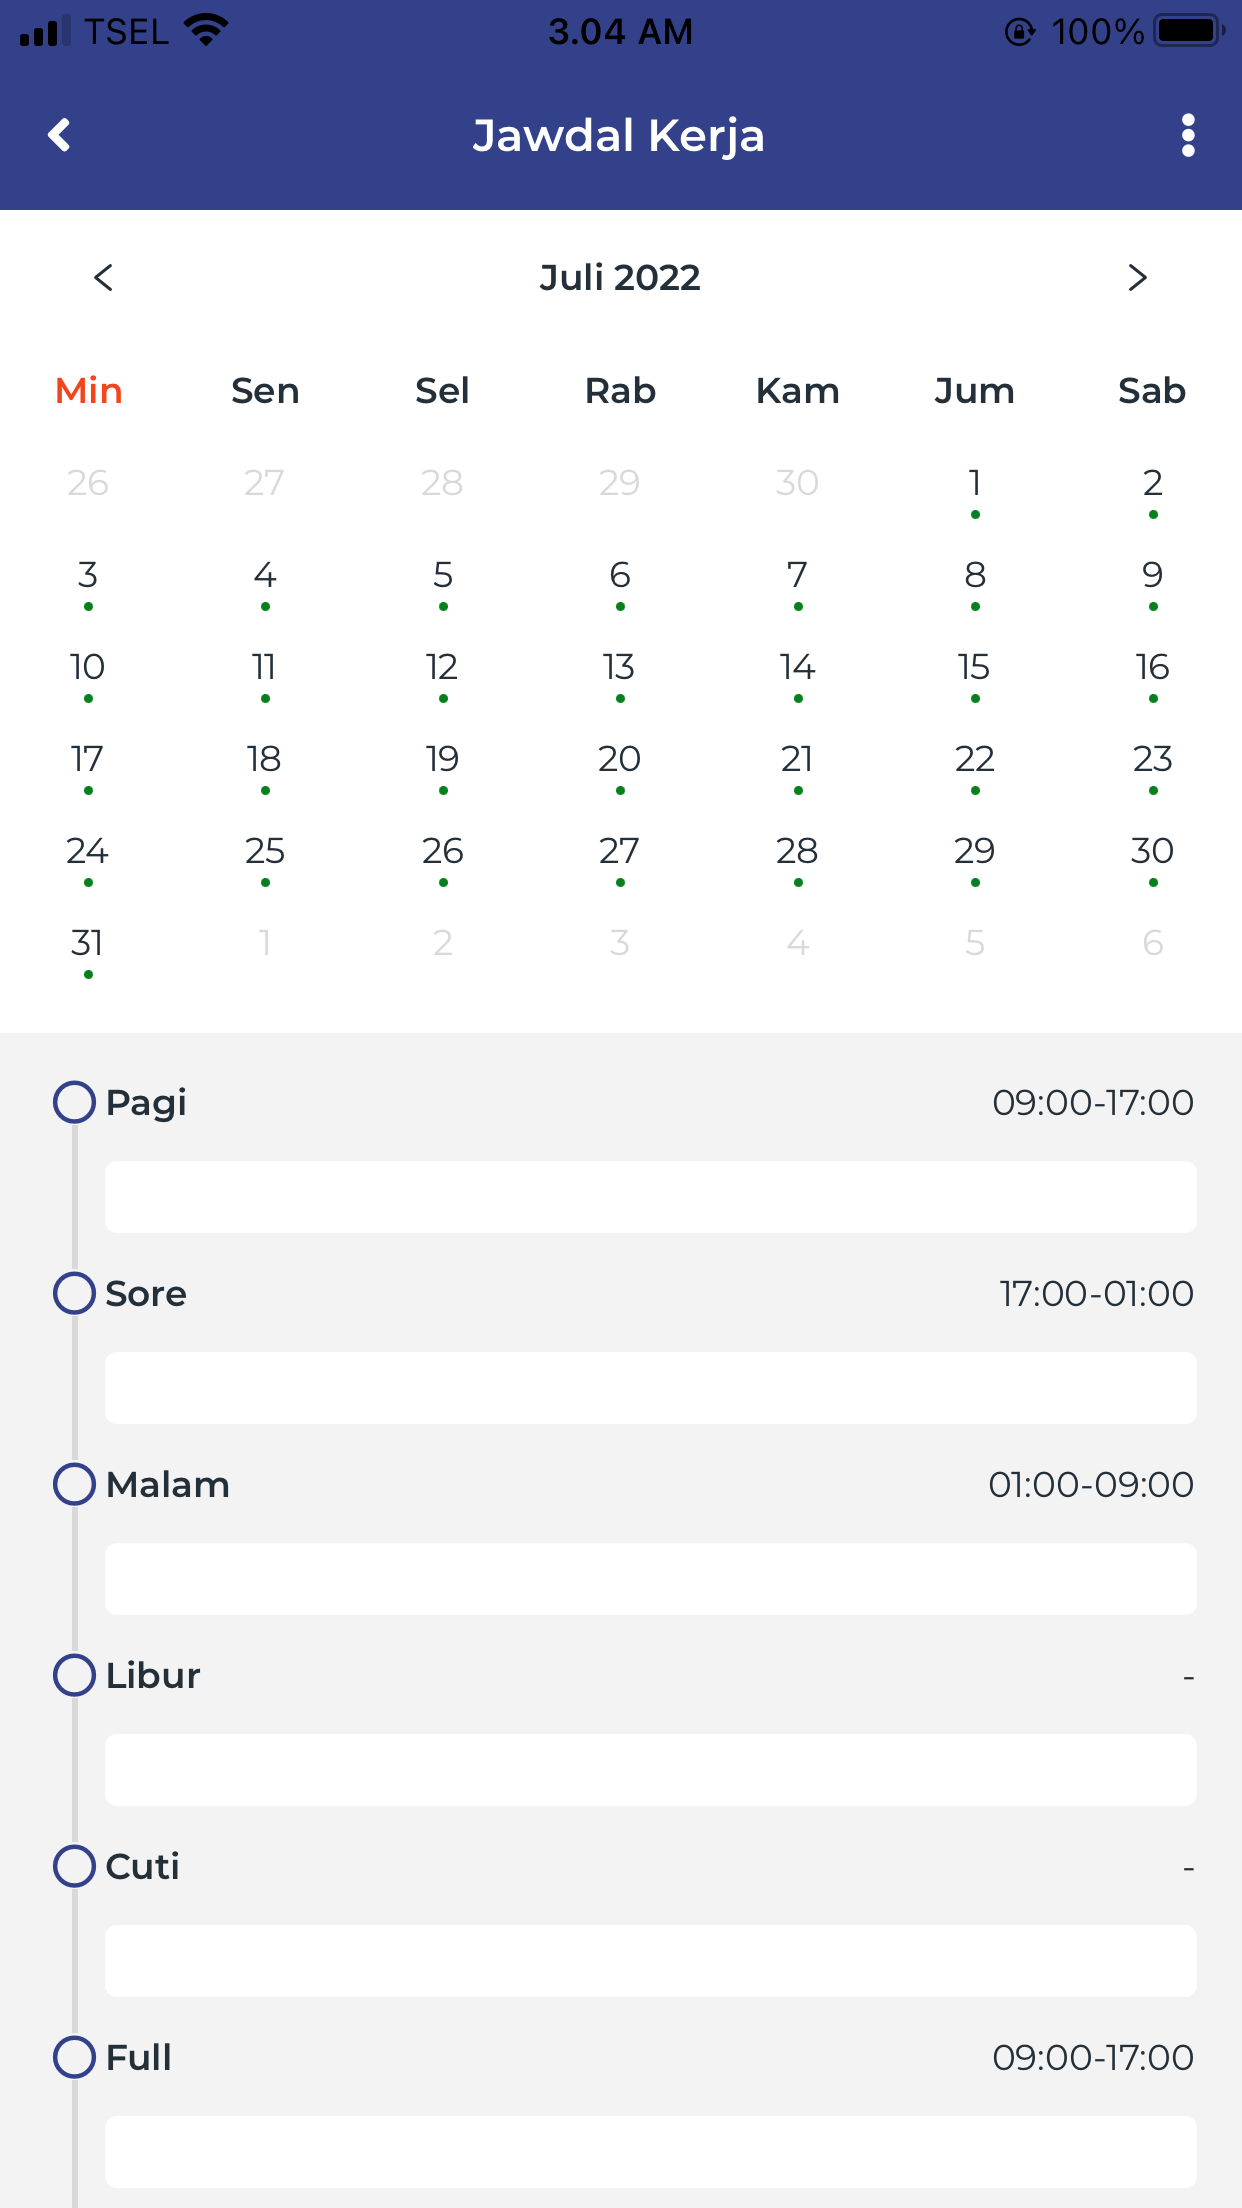 TSEL 3.04 AM 100%
Jawdal Kerja
Juli 2022
Min Sen Sel Rab Kam Jum Sab
26 27 28 29 30 1 2
3 4 5 6 7 8 9
10 11 12 13 14 15 16
17 18 19 20 21 22 23
24 25 26 27 28 29 30
31 1 2 3 4 5 6
Pagi 09:00-17:00
Sore 17:00-01:00
Malam 01:00-09:00
Libur -
Cuti -
Full 09:00-17:00